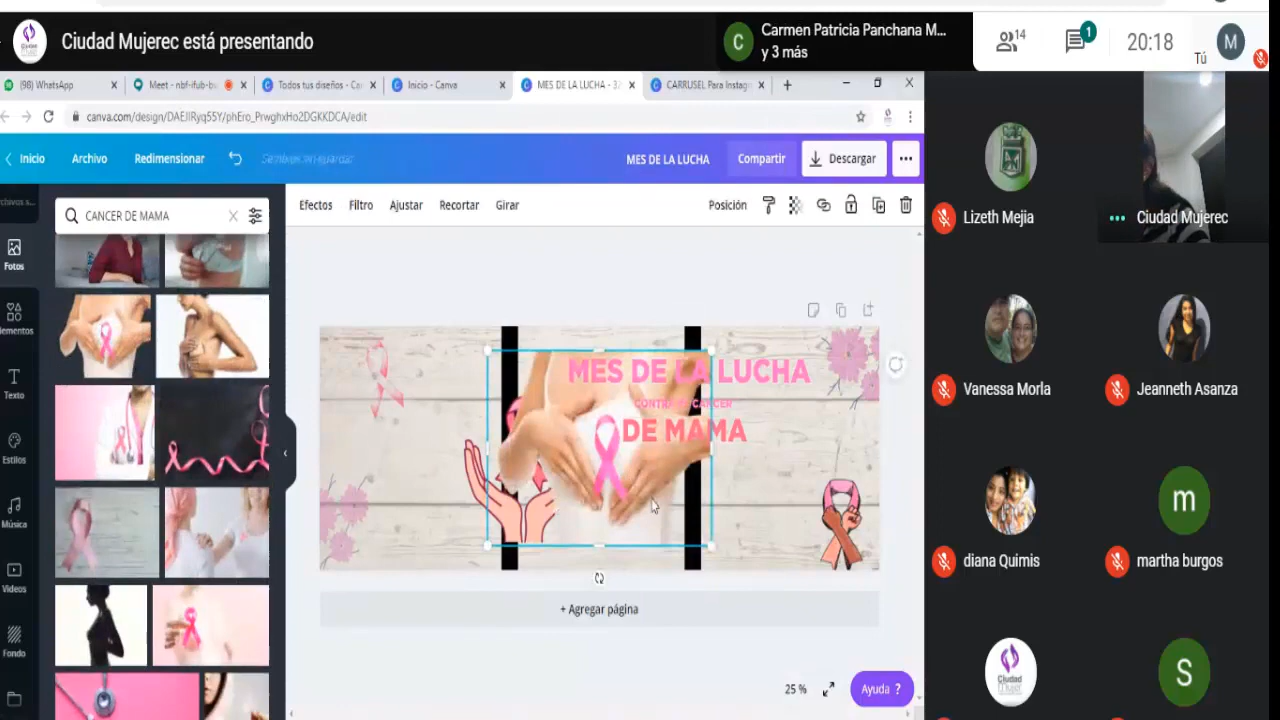 Ciudad Mujerec está presentando
C
Carmen Patricia Panchana M...
y 3 más
14
1
20:18
Tú
M
(98) WhatsApp
Meet - nbf-ifub-b
Todos tus diseños - Ca
Inicio - Canva
MES DE LA LUCHA - 3
CARRUSEL Para Instag
canva.com/design/DAEIlRyq55Y/phEro_PrwghxHo2DGKKDCA/edit
Inicio
Archivo
Redimensionar
MES DE LA LUCHA
Compartir
Descargar
CANCER DE MAMA
Efectos
Filtro
Ajustar
Recortar
Girar
Posición
Fotos
lementos
Texto
Estilos
Música
Videos
Fondo
MES DE LA LUCHA
DE MAMA
+ Agregar página
25 %
Ayuda ?
Lizeth Mejia
Ciudad Mujerec
Vanessa Morla
Jeanneth Asanza
diana Quimis
m
martha burgos
Ciudad
S